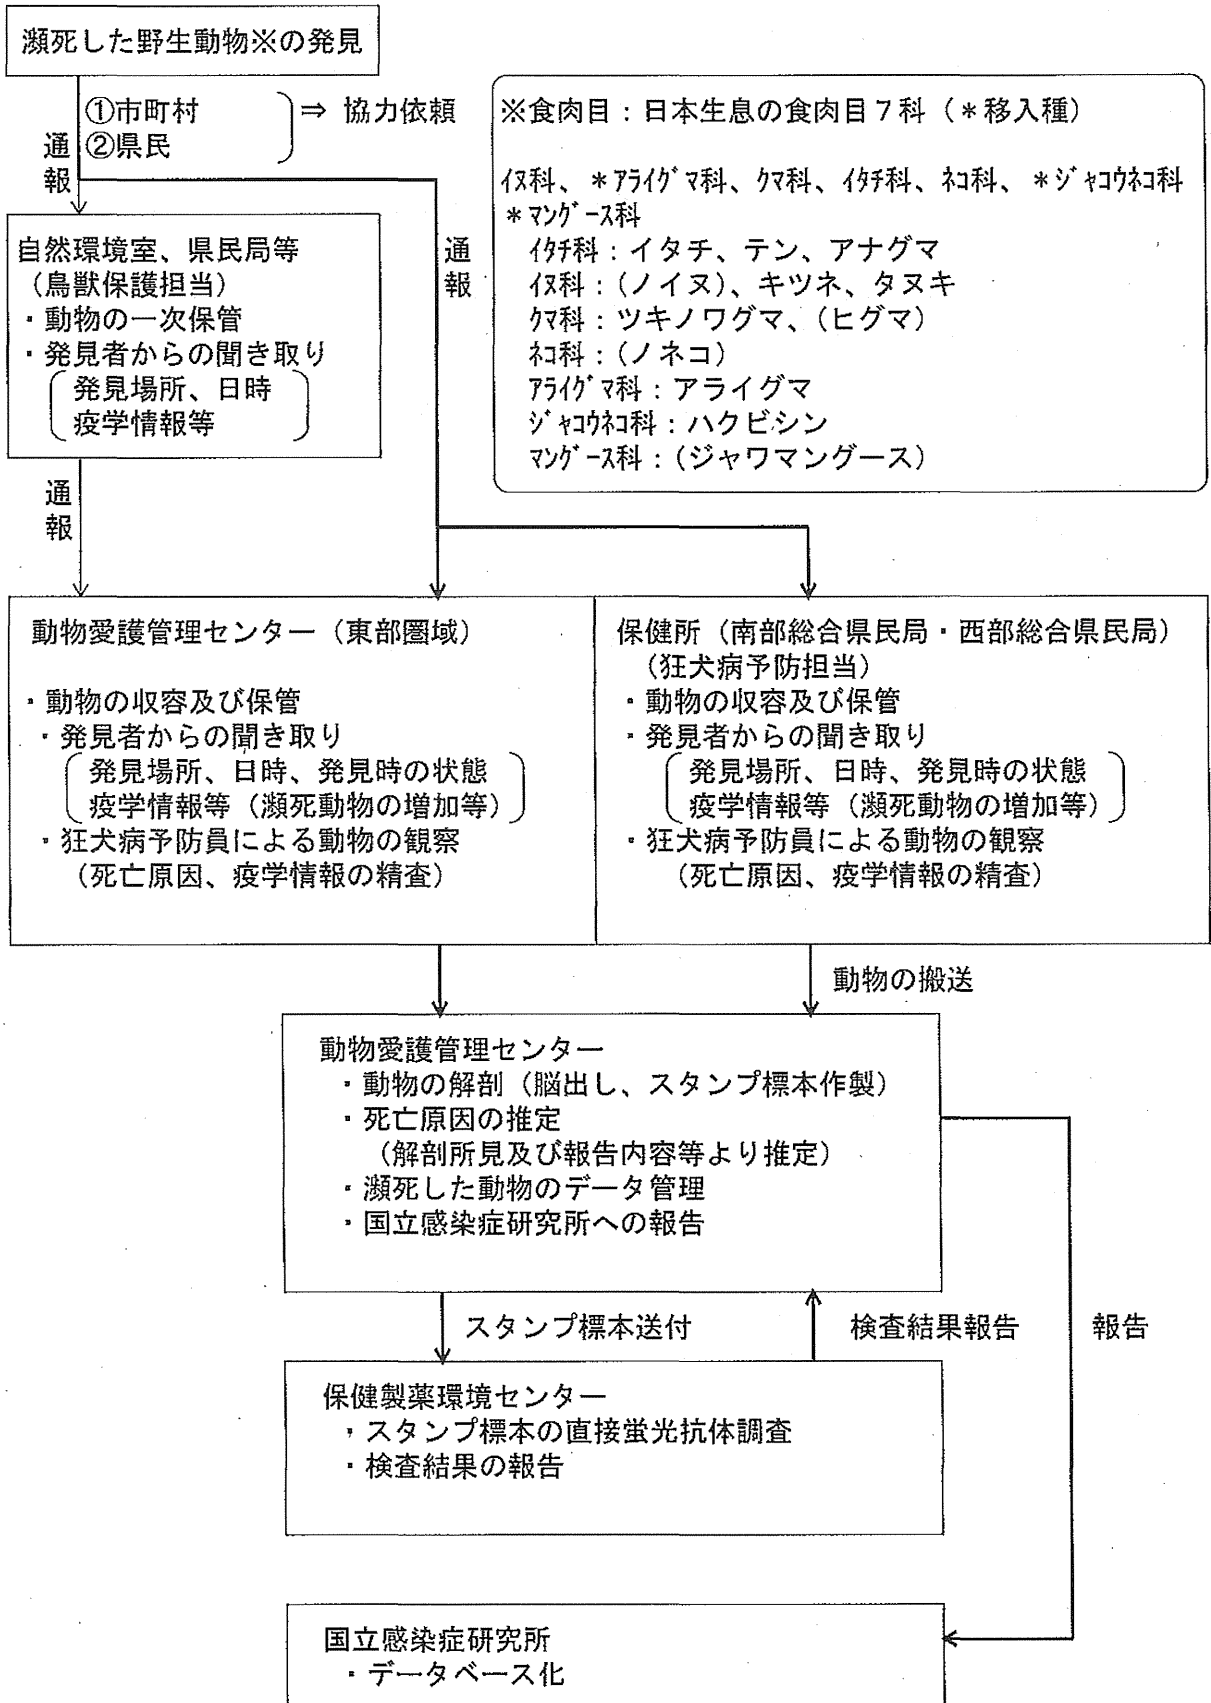 瀕死した野生動物※の発見
①市町村
②県民
⇒ 協力依頼
通報
※食肉目：日本生息の食肉目７科（＊移入種）
ｲﾇ科、＊ｱﾗｲｸﾞﾏ科、ｸﾏ科、ｲﾀﾁ科、ﾈｺ科、＊ｼﾞｬｺｳﾈｺ科
＊ﾏﾝｸﾞｰｽ科
ｲﾀﾁ科：イタチ、テン、アナグマ
ｲﾇ科：（ノイヌ）、キツネ、タヌキ
ｸﾏ科：ツキノワグマ、（ヒグマ）
ﾈｺ科：（ノネコ）
ｱﾗｲｸﾞﾏ科：アライグマ
ｼﾞｬｺｳﾈｺ科：ハクビシン
ﾏﾝｸﾞｰｽ科：（ジャワマングース）
自然環境室、県民局等
（鳥獣保護担当）
・動物の一次保管
・発見者からの聞き取り
発見場所、日時
疫学情報等
通報
通報
動物愛護管理センター（東部圏域）
・動物の収容及び保管
・発見者からの聞き取り
発見場所、日時、発見時の状態
疫学情報等（瀕死動物の増加等）
・狂犬病予防員による動物の観察
（死亡原因、疫学情報の精査）
保健所（南部総合県民局・西部総合県民局）
（狂犬病予防担当）
・動物の収容及び保管
・発見者からの聞き取り
発見場所、日時、発見時の状態
疫学情報等（瀕死動物の増加等）
・狂犬病予防員による動物の観察
（死亡原因、疫学情報の精査）
動物の搬送
動物愛護管理センター
・動物の解剖（脳出し、スタンプ標本作製）
・死亡原因の推定
（解剖所見及び報告内容等より推定）
・瀕死した動物のデータ管理
・国立感染症研究所への報告
スタンプ標本送付
検査結果報告
報告
保健製薬環境センター
・スタンプ標本の直接蛍光抗体調査
・検査結果の報告
国立感染症研究所
・データベース化